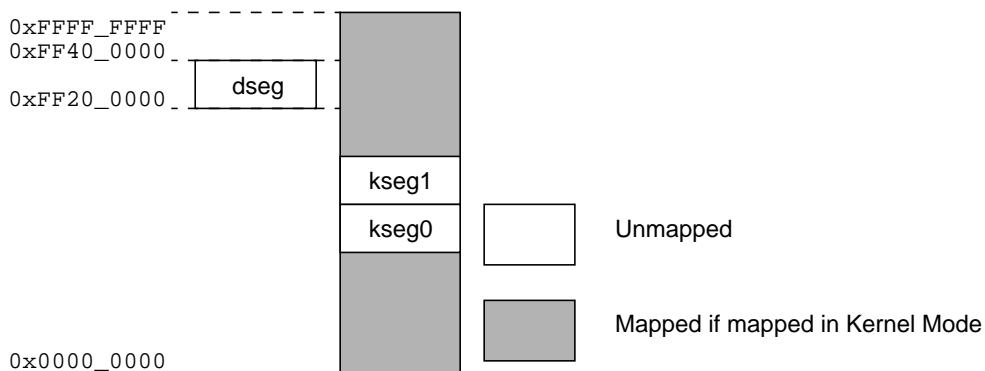 0xFFFF_FFFF
0xFF40_0000
dseg
0xFF20_0000
kseg1
kseg0
Unmapped
Mapped if mapped in Kernel Mode
0x0000_0000